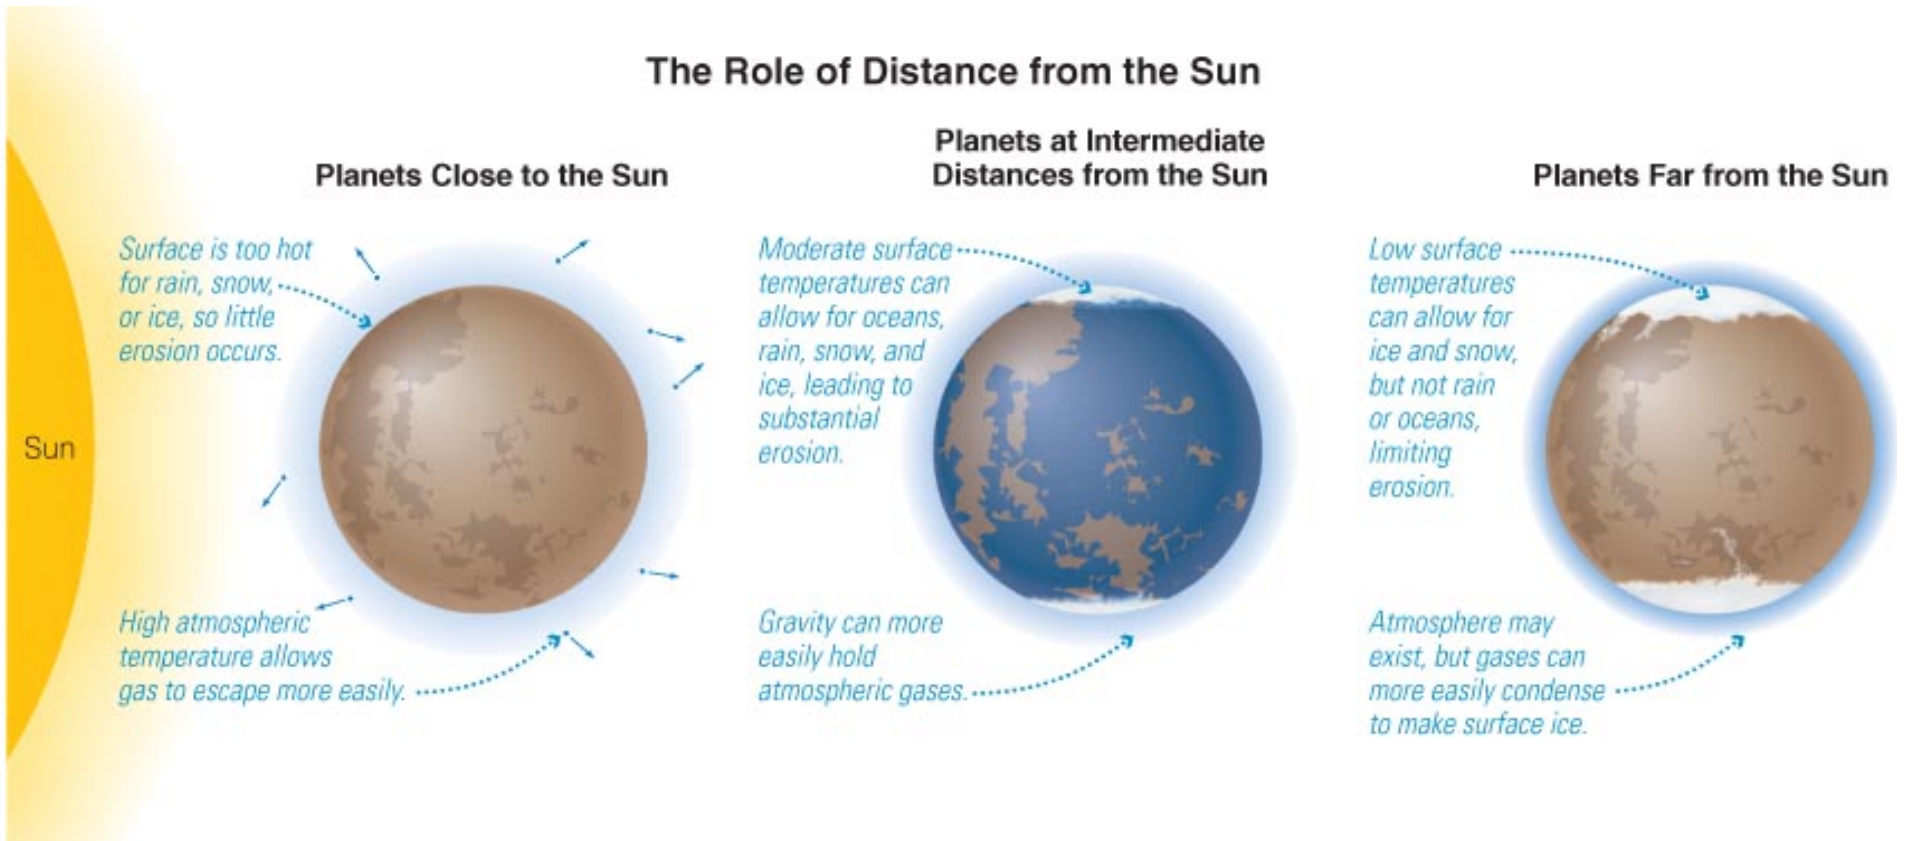 The Role of Distance from the Sun
Planets Close to the Sun
Surface is too hot
for rain, snow,
or ice, so little
erosion occurs.
High atmospheric
temperature allows
gas to escape more easily.
Sun
Planets at Intermediate
Distances from the Sun
Moderate surface
temperatures can
allow for oceans,
rain, snow, and
ice, leading to
substantial
erosion.
Gravity can more
easily hold
atmospheric gases.
Planets Far from the Sun
Low surface
temperatures
can allow for
ice and snow,
but not rain
or oceans,
limiting
erosion.
Atmosphere may
exist, but gases can
more easily condense
to make surface ice.